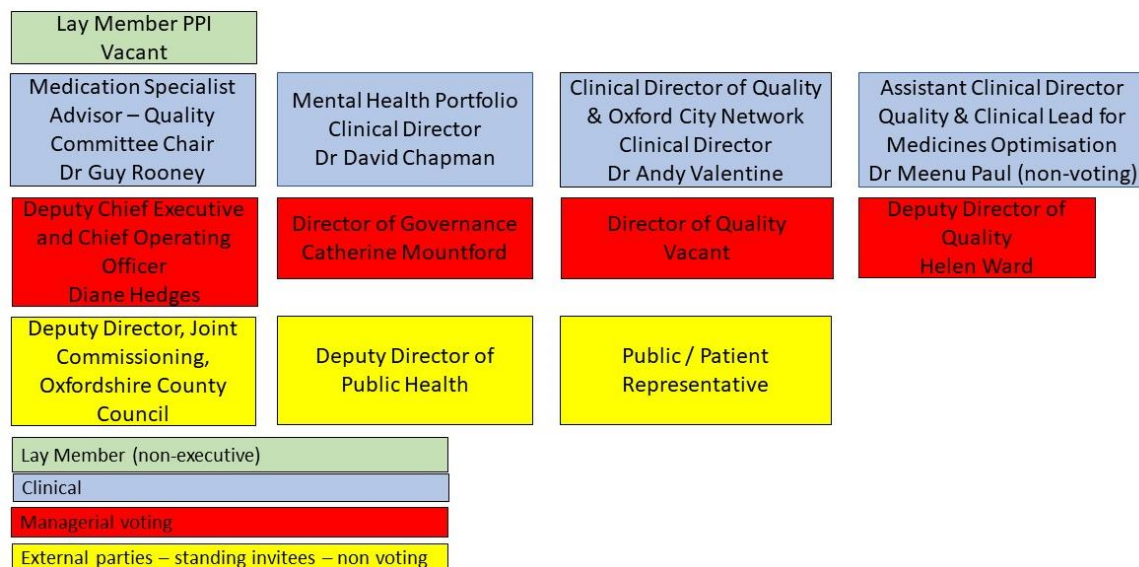 Lay Member PPI
Vacant
Medication Specialist
Advisor – Quality
Committee Chair
Dr Guy Rooney
Mental Health Portfolio
Clinical Director
Dr David Chapman
Clinical Director of Quality
& Oxford City Network
Clinical Director
Dr Andy Valentine
Assistant Clinical Director
Quality & Clinical Lead for
Medicines Optimisation
Dr Meenu Paul (non-voting)
Deputy Chief Executive
and Chief Operating
Officer
Diane Hedges
Director of Governance
Catherine Mountford
Director of Quality
Vacant
Deputy Director of
Quality
Helen Ward
Deputy Director, Joint
Commissioning,
Oxfordshire County
Council
Deputy Director of
Public Health
Public / Patient
Representative
Lay Member (non-executive)
Clinical
Managerial voting
External parties – standing invitees – non voting